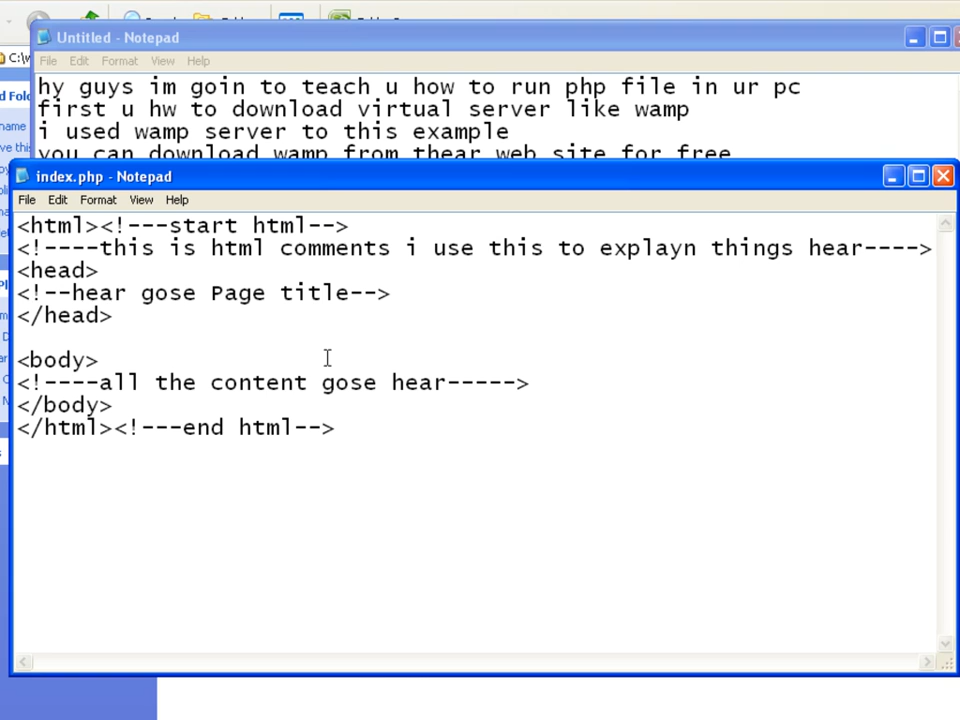 Untitled - Notepad
File Edit Format View Help
hy guys im goin to teach u how to run php file in ur pc
first u hw to download virtual server like wamp
i used wamp server to this example
you can download wamp from thear web site for free
index.php - Notepad
File Edit Format View Help
<html><!---start html-->
<!----this is html comments i use this to explayn things hear---->
<head>
<!--hear gose Page title-->
</head>
<body>
<!----all the content gose hear----->
</body>
</html><!---end html-->